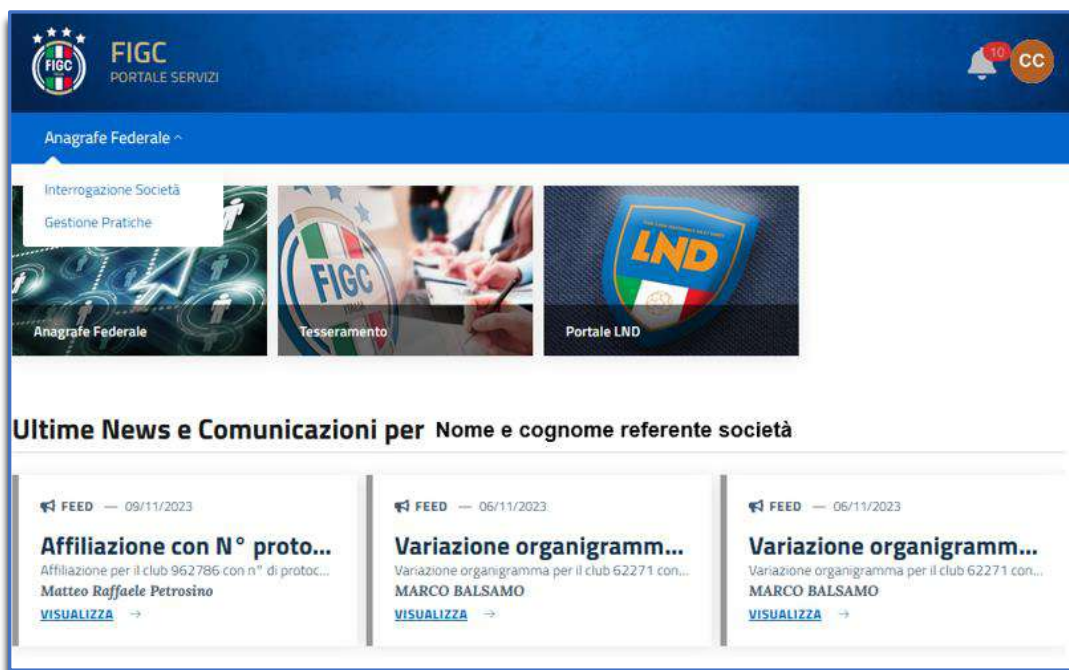 FIGC
FIGC
PORTALE SERVIZI
10
CC
Anagrafe Federale
Interrogazione Società
Gestione Pratiche
FIGC
ITALIA
LND
Anagrafe Federale
Tesseramento
Portale LND
Ultime News e Comunicazioni per Nome e cognome referente società
FEED — 09/11/2023
Affiliazione con N° proto...
Affiliazione per il club 962786 con n° di protoc...
Matteo Raffaele Petrosino
VISUALIZZA →
FEED — 06/11/2023
Variazione organigramm...
Variazione organigramma per il club 62271 con...
MARCO BALSAMO
VISUALIZZA →
FEED — 06/11/2023
Variazione organigramm...
Variazione organigramma per il club 62271 con...
MARCO BALSAMO
VISUALIZZA →